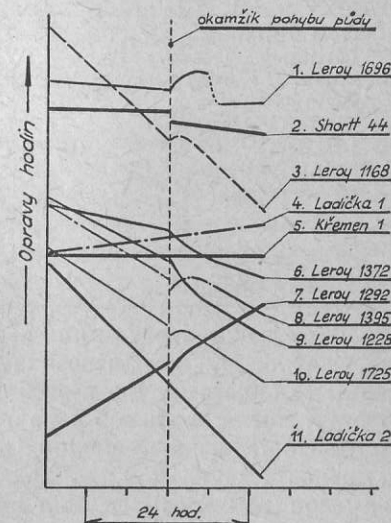 okamžik pohybu půdy
Opravy hodin
1. Leroy 1696
2. Shortt 44
3. Leroy 1168
4. Ladička 1
5. Křemen 1
6. Leroy 1372
7. Leroy 1292
8. Leroy 1395
9. Leroy 1228
10. Leroy 1725
11. Ladička 2
24 hod.